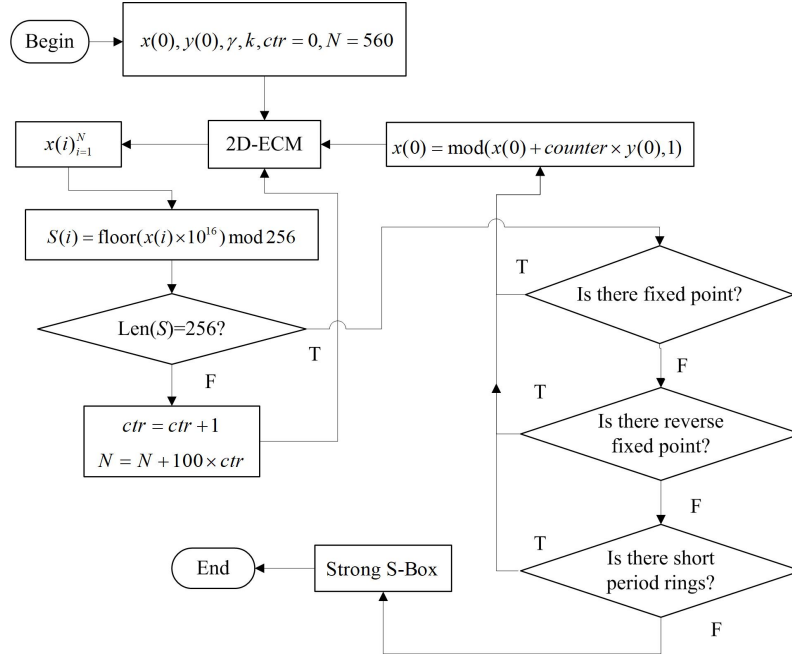 Begin
x(0), y(0), γ, k, ctr = 0, N = 560
x(i)_{i=1}^{N}
2D-ECM
x(0) = mod(x(0) + counter × y(0),1)
S(i) = floor(x(i)×10^{16}) mod 256
T
Is there fixed point?
Len(S)=256?
T
F
F
T
ctr = ctr +1
N = N +100× ctr
Is there reverse
fixed point?
F
T
End
Strong S-Box
Is there short
period rings?
F